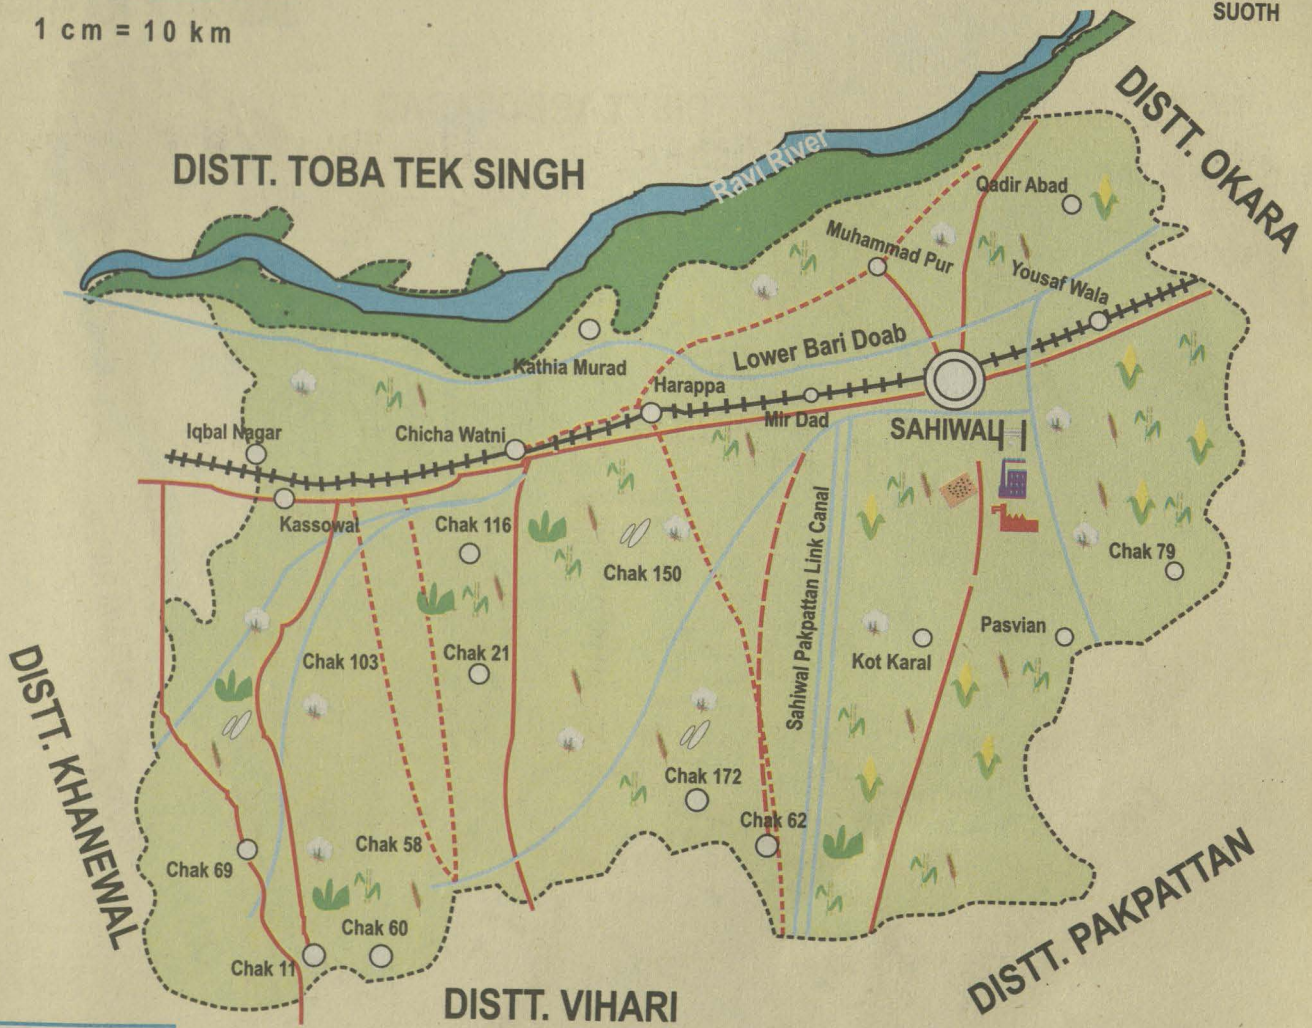 1 cm = 10 km
SUOTH
DISTT. OKARA
DISTT. TOBA TEK SINGH
Ravi River
Qadir Abad
Muhammad Pur
Yousaf Wala
Lower Bari Doab
Kathia Murad
Harappa
Mir Dad
SAHIWAL
Iqbal Nagar
Chicha Watni
Kassowal
Chak 116
Chak 150
Chak 79
Sahiwal Pakpattan Link Canal
Pasvian
Kot Karal
Chak 103
Chak 21
DISTT. KHANEWAL
Chak 172
Chak 62
Chak 58
Chak 69
Chak 60
Chak 11
DISTT. VIHARI
DISTT. PAKPATTAN